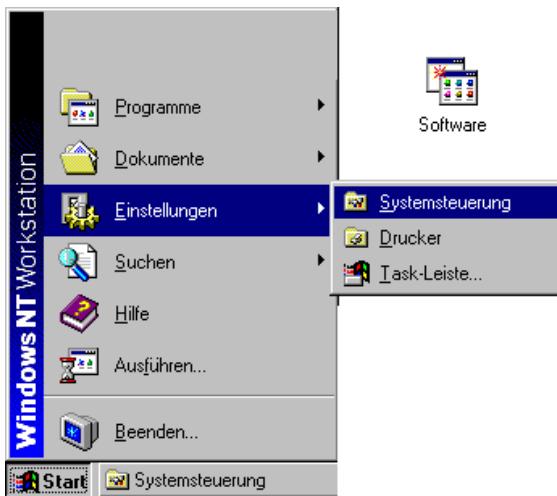 Windows NT Workstation
Programme
Dokumente
Einstellungen
Suchen
Hilfe
Ausführen...
Beenden...
Systemsteuerung
Drucker
Task-Leiste...
Software
Start
Systemsteuerung